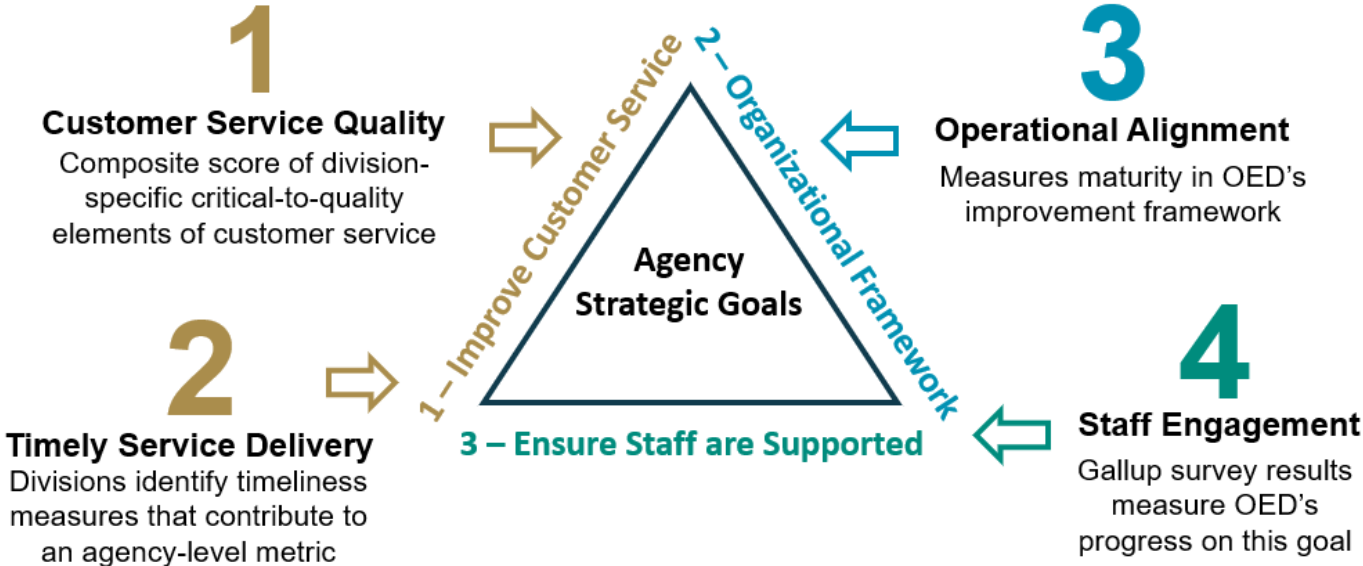 1
Customer Service Quality
Composite score of division-
specific critical-to-quality
elements of customer service
2
Timely Service Delivery
Divisions identify timeliness
measures that contribute to
an agency-level metric
1 – Improve Customer Service
Agency
Strategic Goals
2 – Organizational Framework
3 – Ensure Staff are Supported
3
Operational Alignment
Measures maturity in OED's
improvement framework
4
Staff Engagement
Gallup survey results
measure OED's
progress on this goal